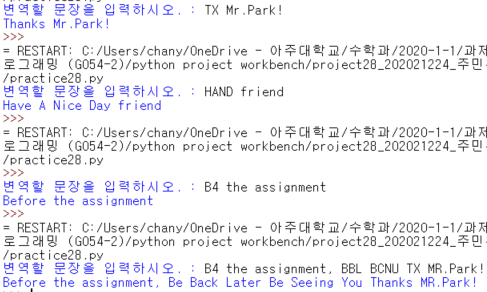 변역할 문장을 입력하시오. : TX Mr.Park!
Thanks Mr.Park!
>>>
= RESTART: C:/Users/chany/OneDrive - 아주대학교/수학과/2020-1-1/과제
로그래밍 (G054-2)/python project workbench/project28_202021224_주민
/practice28.py
변역할 문장을 입력하시오. : HAND friend
Have A Nice Day friend
>>>
= RESTART: C:/Users/chany/OneDrive - 아주대학교/수학과/2020-1-1/과제
로그래밍 (G054-2)/python project workbench/project28_202021224_주민
/practice28.py
>>>
변역할 문장을 입력하시오. : B4 the assignment
Before the assignment
>>>
= RESTART: C:/Users/chany/OneDrive - 아주대학교/수학과/2020-1-1/과제
로그래밍 (G054-2)/python project workbench/project28_202021224_주민
/practice28.py
변역할 문장을 입력하시오. : B4 the assignment, BBL BCNU TX MR.Park!
Before the assignment, Be Back Later Be Seeing You Thanks MR.Park!